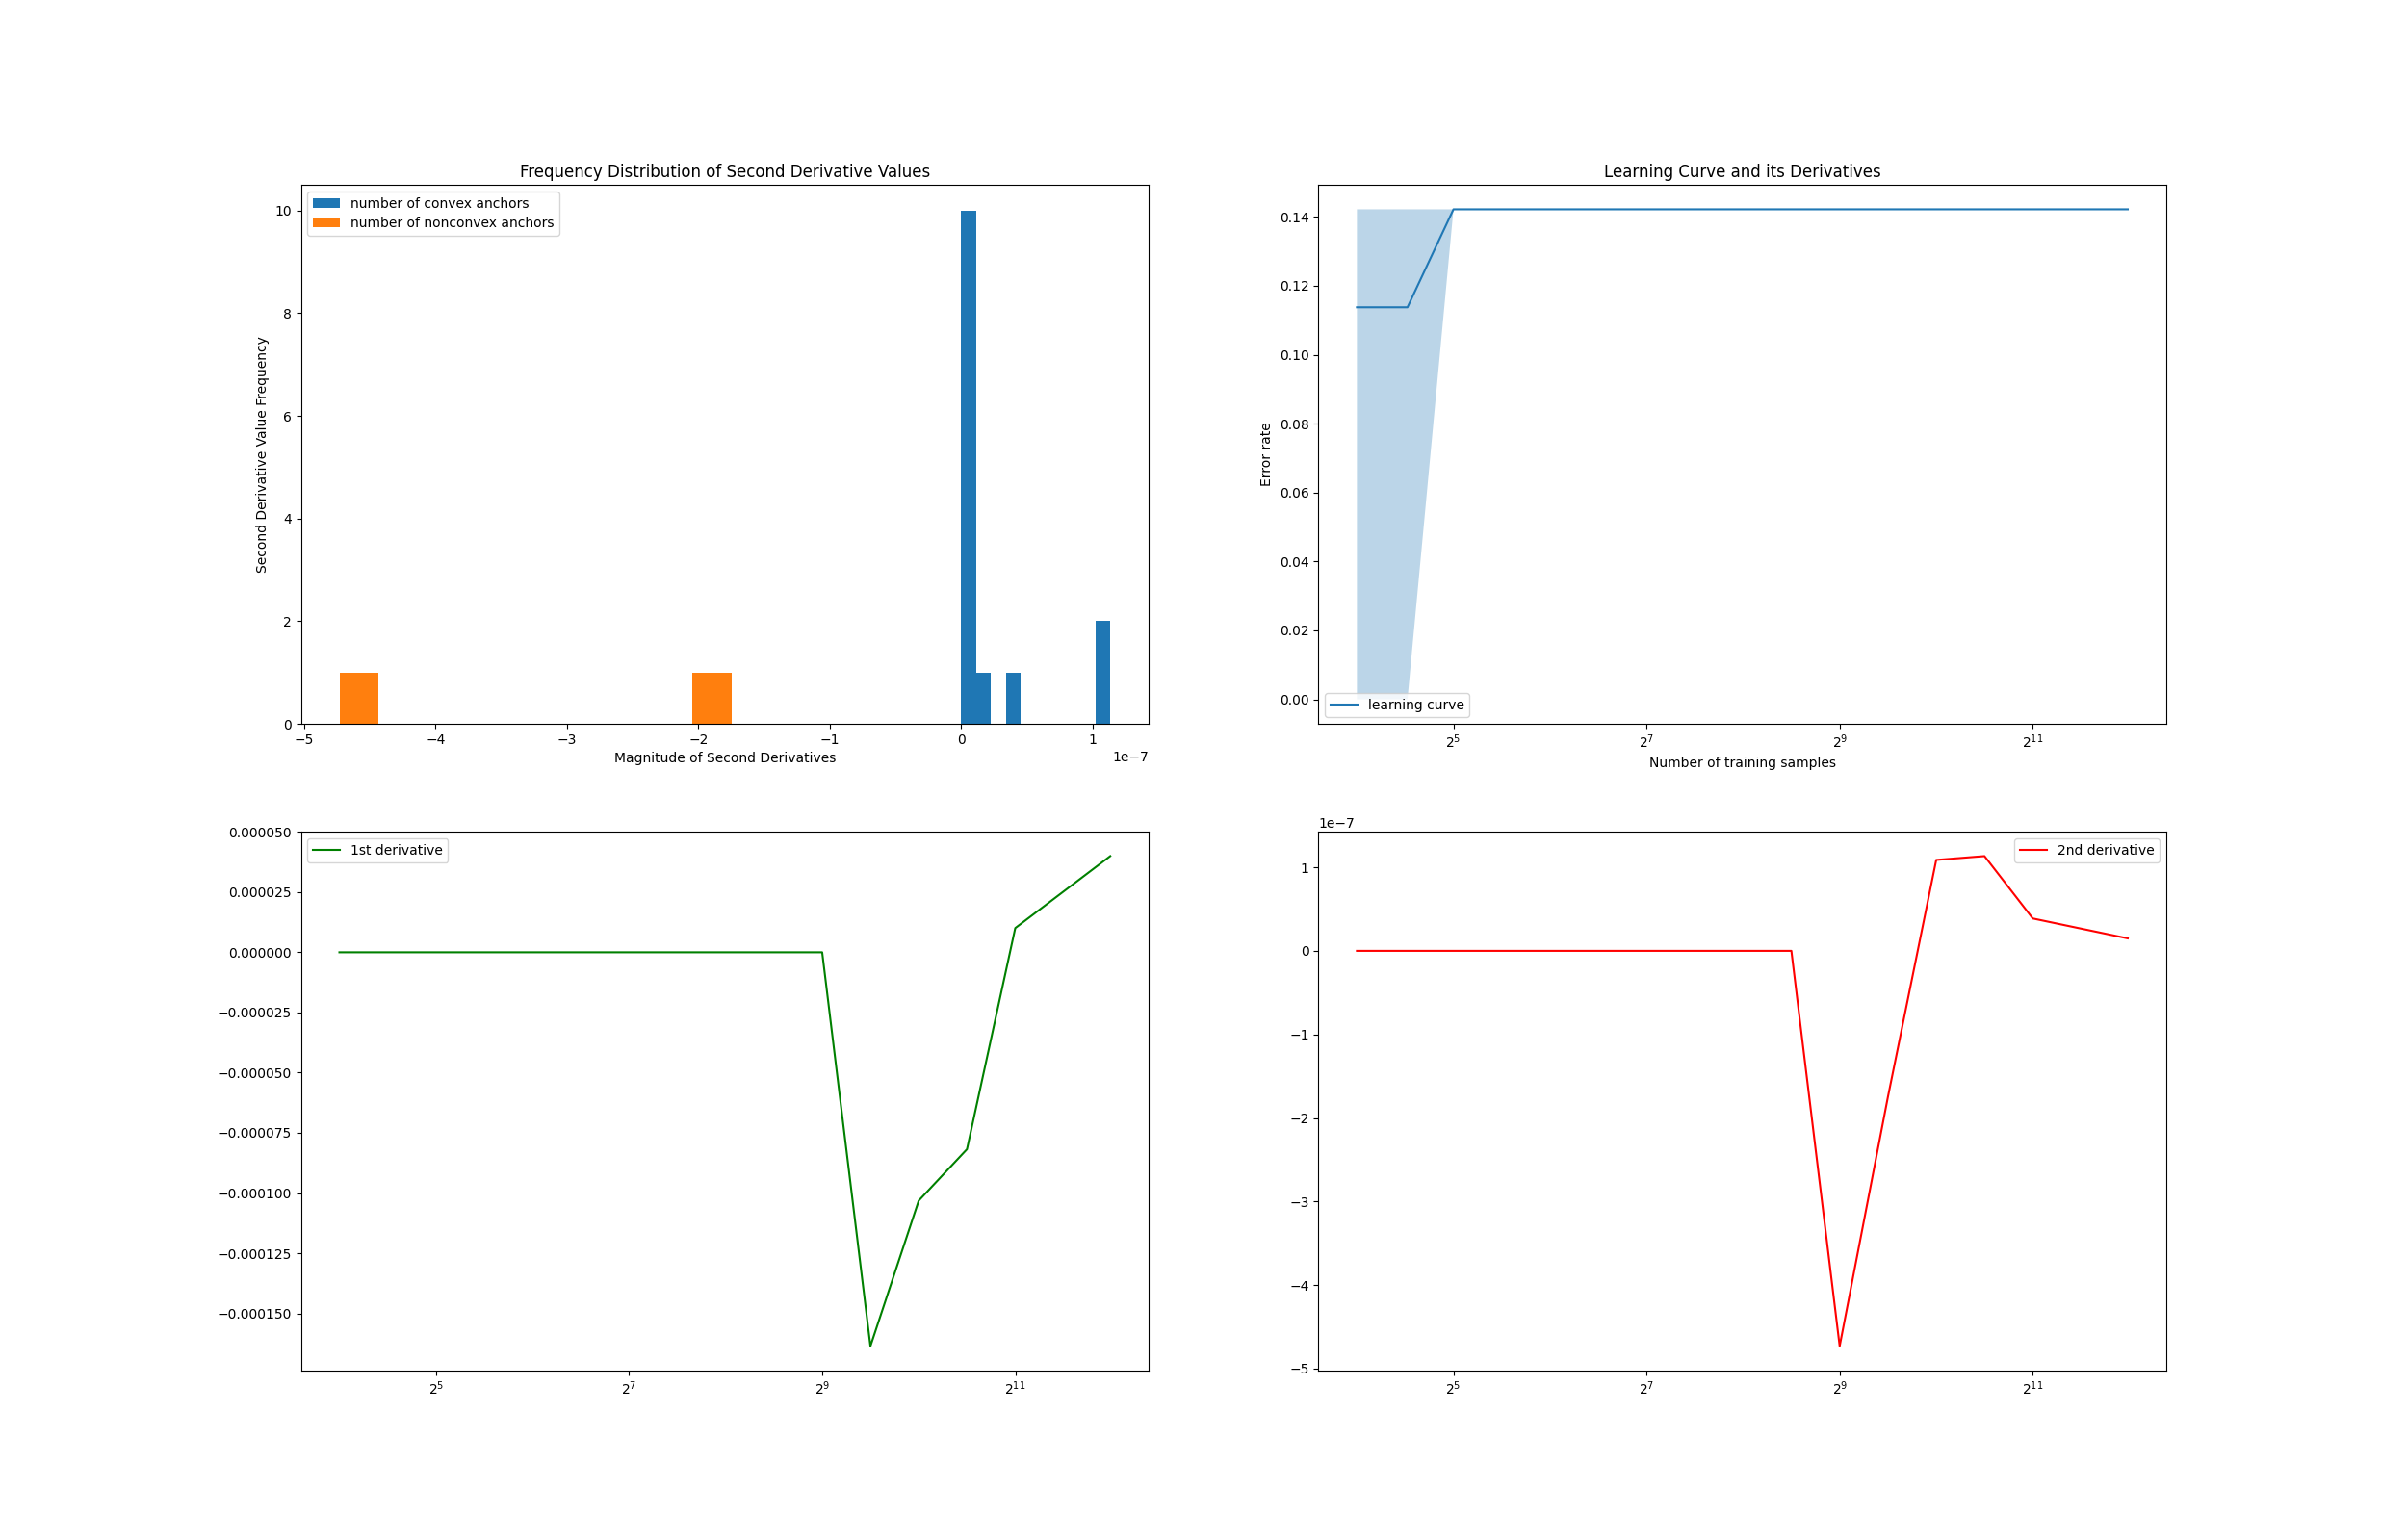 Frequency Distribution of Second Derivative Values
number of convex anchors
number of nonconvex anchors
10
8
6
4
2
0
Second Derivative Value Frequency
−5 −4 −3 −2 −1 0 1
1e−7
Magnitude of Second Derivatives
Learning Curve and its Derivatives
0.14
0.12
0.10
0.08
0.06
0.04
0.02
0.00
Error rate
learning curve
2^5 2^7 2^9 2^11
Number of training samples
0.000050
0.000025
0.000000
−0.000025
−0.000050
−0.000075
−0.000100
−0.000125
−0.000150
1st derivative
2^5 2^7 2^9 2^11
1e−7
2nd derivative
1
0
−1
−2
−3
−4
−5
2^5 2^7 2^9 2^11